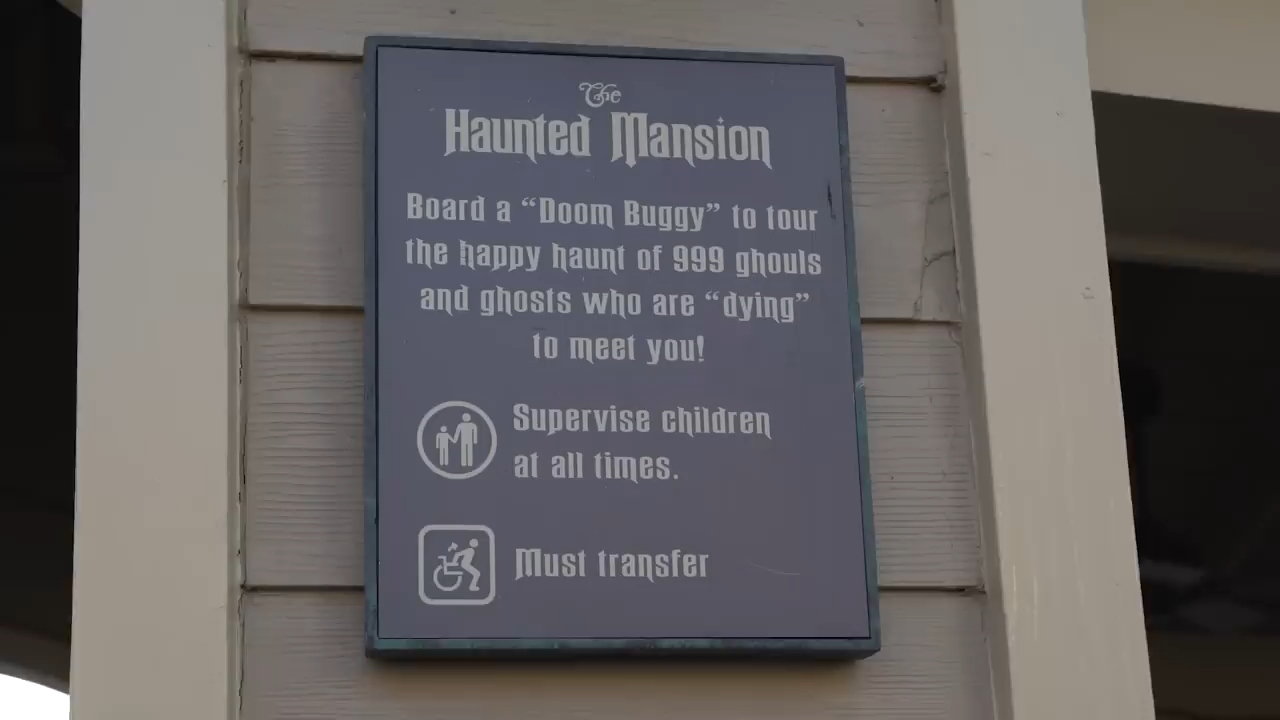 The
Haunted Mansion
Board a “Doom Buggy” to tour
the happy haunt of 999 ghouls
and ghosts who are “dying”
to meet you!
Supervise children
at all times.
Must transfer